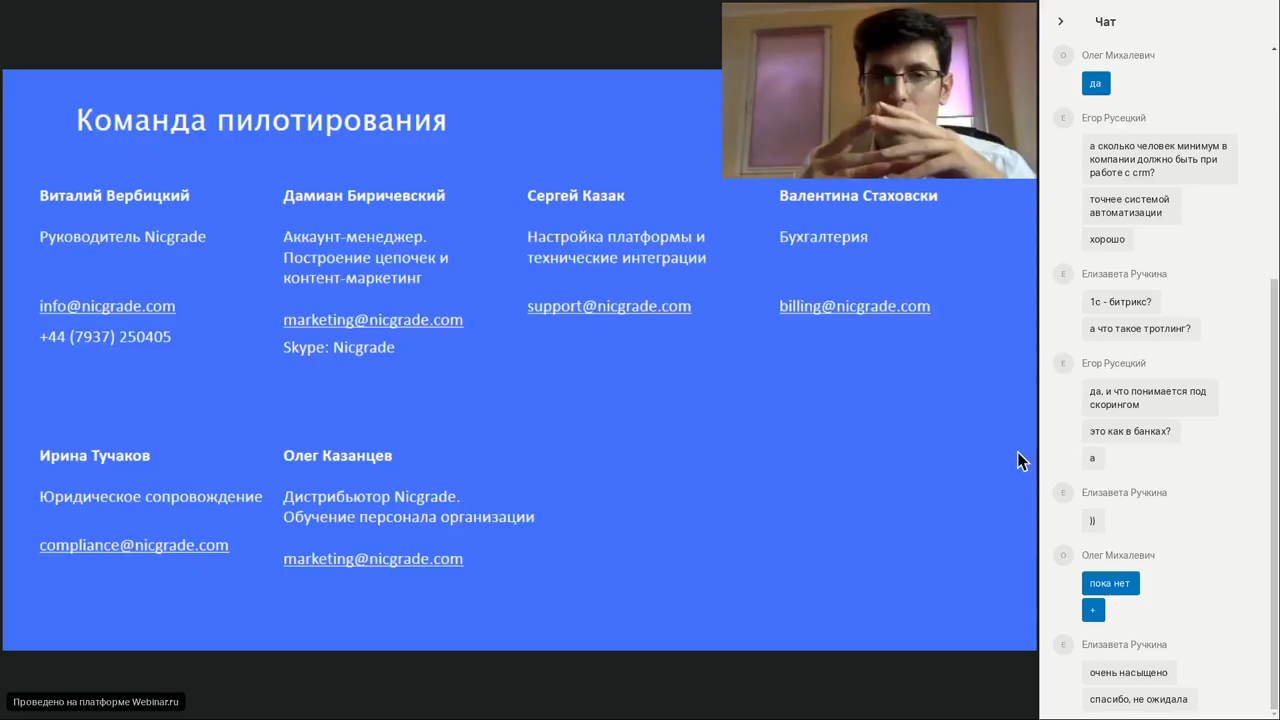 Команда пилотирования
Виталий Вербицкий
Руководитель Nicgrade
info@nicgrade.com
+44 (7937) 250405
Дамиан Биричевский
Аккаунт-менеджер.
Построение цепочек и
контент-маркетинг
marketing@nicgrade.com
Skype: Nicgrade
Сергей Казак
Настройка платформы и
технические интеграции
support@nicgrade.com
Валентина Стаховски
Бухгалтерия
billing@nicgrade.com
Ирина Тучаков
Юридическое сопровождение
compliance@nicgrade.com
Олег Казанцев
Дистрибьютор Nicgrade.
Обучение персонала организации
marketing@nicgrade.com
Проведено на платформе Webinar.ru
Чат
О
Олег Михалевич
да
Е
Егор Русецкий
а сколько человек минимум в
компании должно быть при
работе с crm?
точнее системой
автоматизации
хорошо
Е
Елизавета Ручкина
1с - битрикс?
а что такое тротлинг?
Е
Егор Русецкий
да, и что понимается под
скорингом
это как в банках?
а
Е
Елизавета Ручкина
))
О
Олег Михалевич
пока нет
+
Е
Елизавета Ручкина
очень насыщено
спасибо, не ожидала